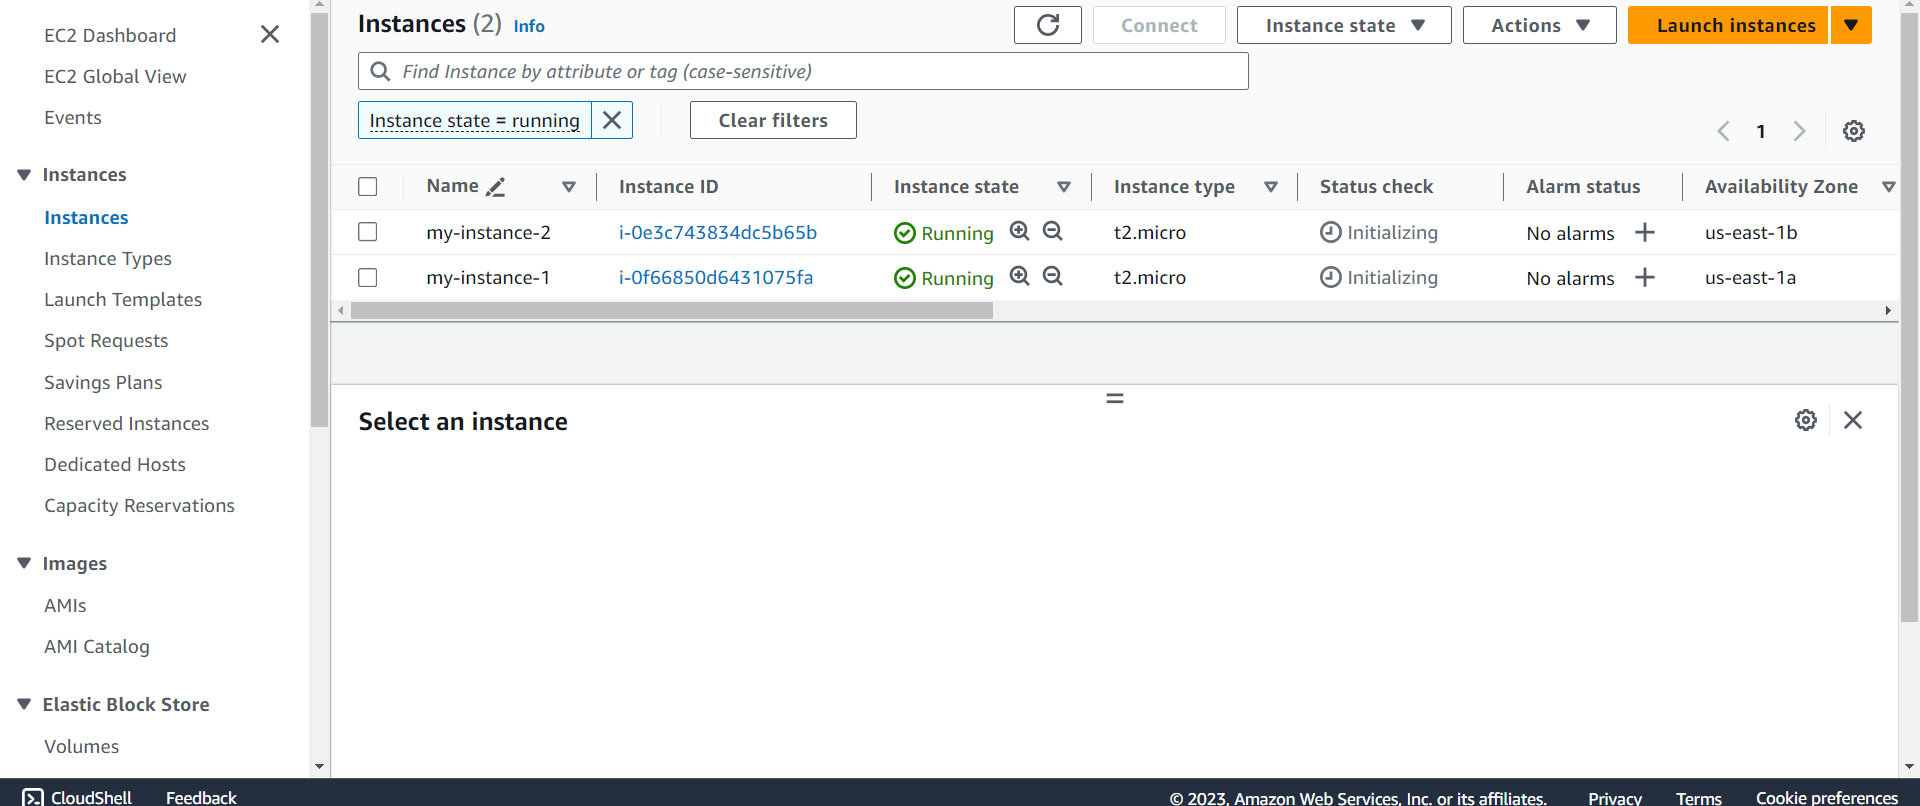 EC2 Dashboard
EC2 Global View
Events
Instances
Instances
Instance Types
Launch Templates
Spot Requests
Savings Plans
Reserved Instances
Dedicated Hosts
Capacity Reservations
Images
AMIs
AMI Catalog
Elastic Block Store
Volumes
Instances (2) Info
Connect
Instance state
Actions
Launch instances
Find Instance by attribute or tag (case-sensitive)
Instance state = running
Clear filters
1
Name Instance ID Instance state Instance type Status check Alarm status Availability Zone
my-instance-2 i-0e3c743834dc5b65b Running t2.micro Initializing No alarms us-east-1b
my-instance-1 i-0f66850d6431075fa Running t2.micro Initializing No alarms us-east-1a
Select an instance
CloudShell Feedback © 2023, Amazon Web Services, Inc. or its affiliates. Privacy Terms Cookie preferences